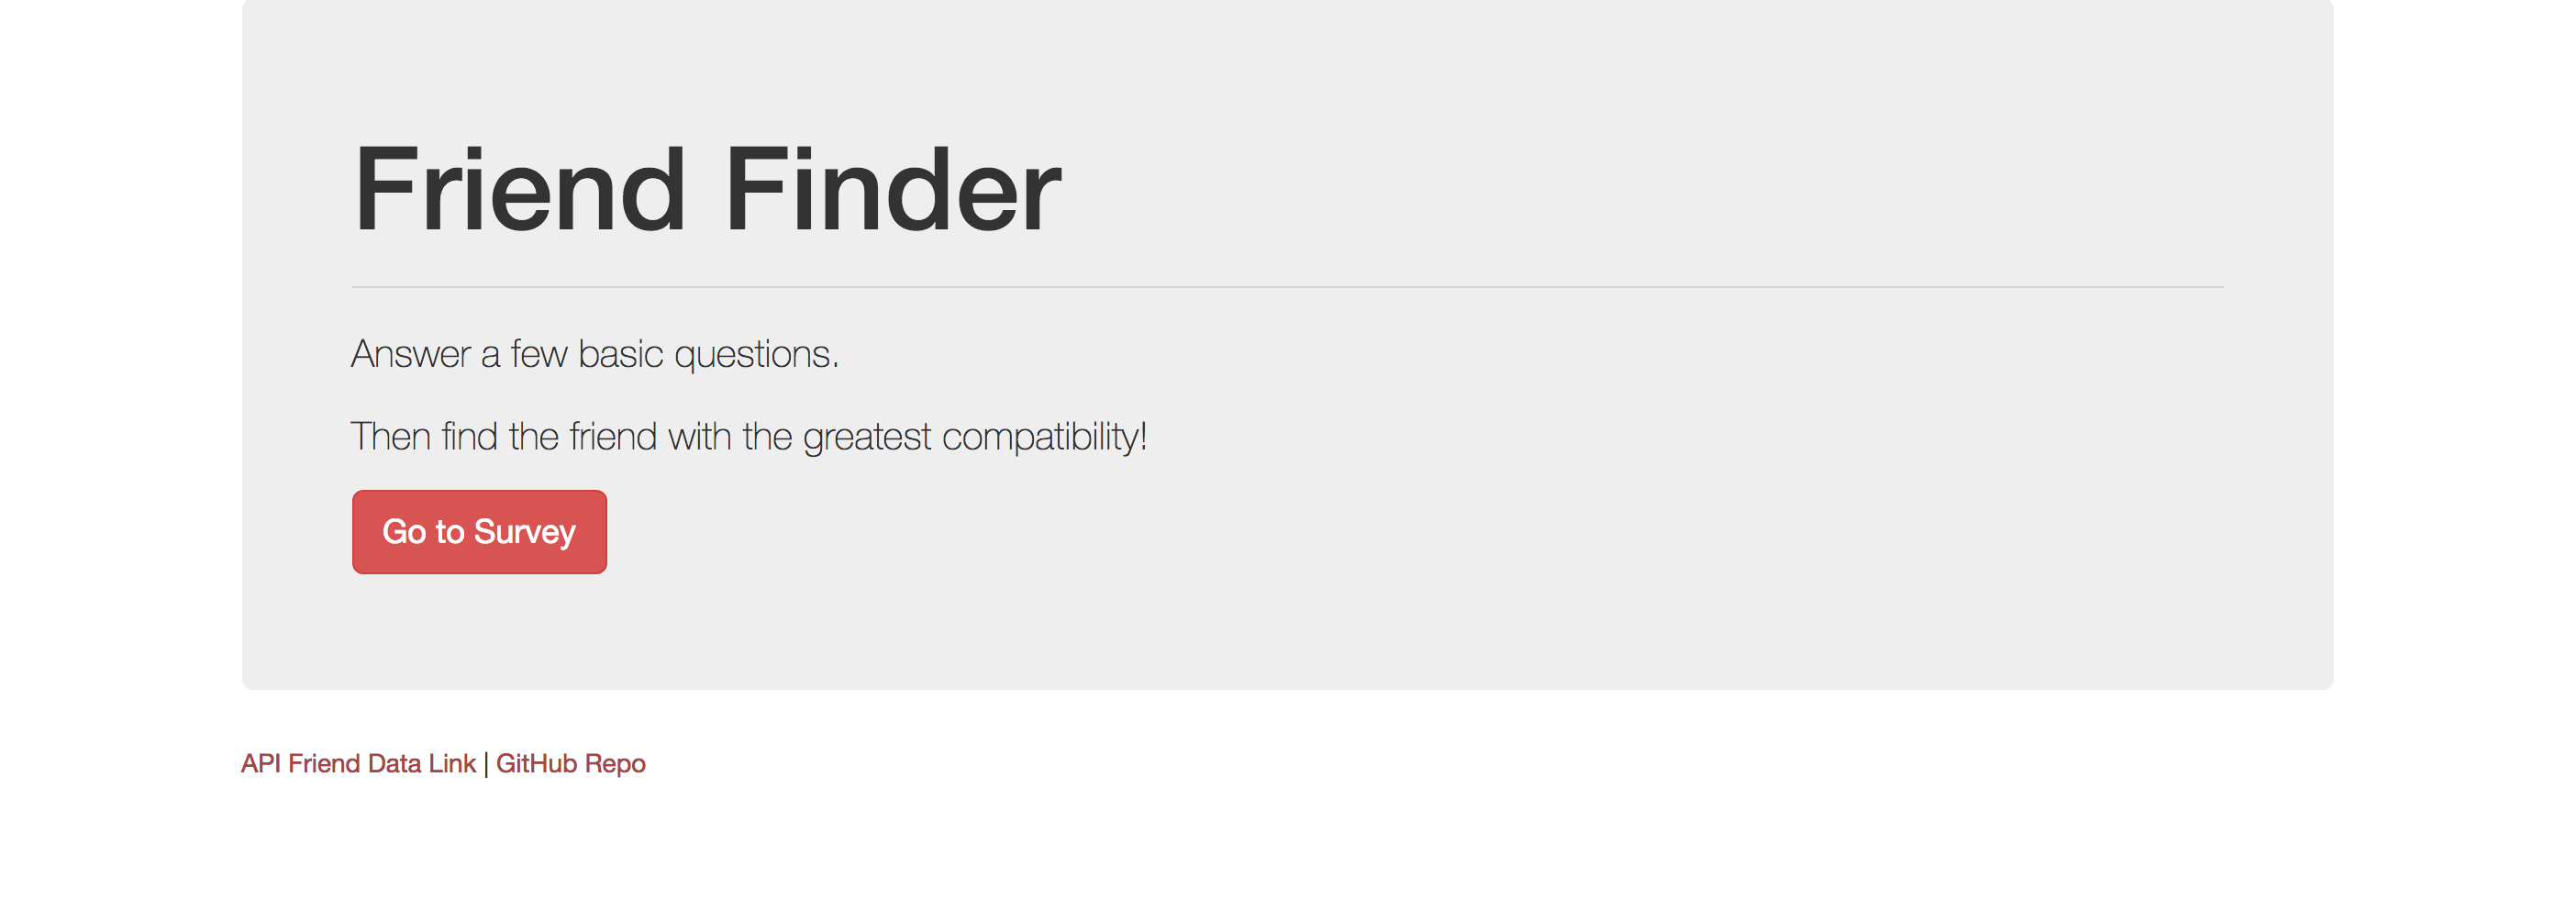 Friend Finder
Answer a few basic questions.
Then find the friend with the greatest compatibility!
Go to Survey
API Friend Data Link | GitHub Repo